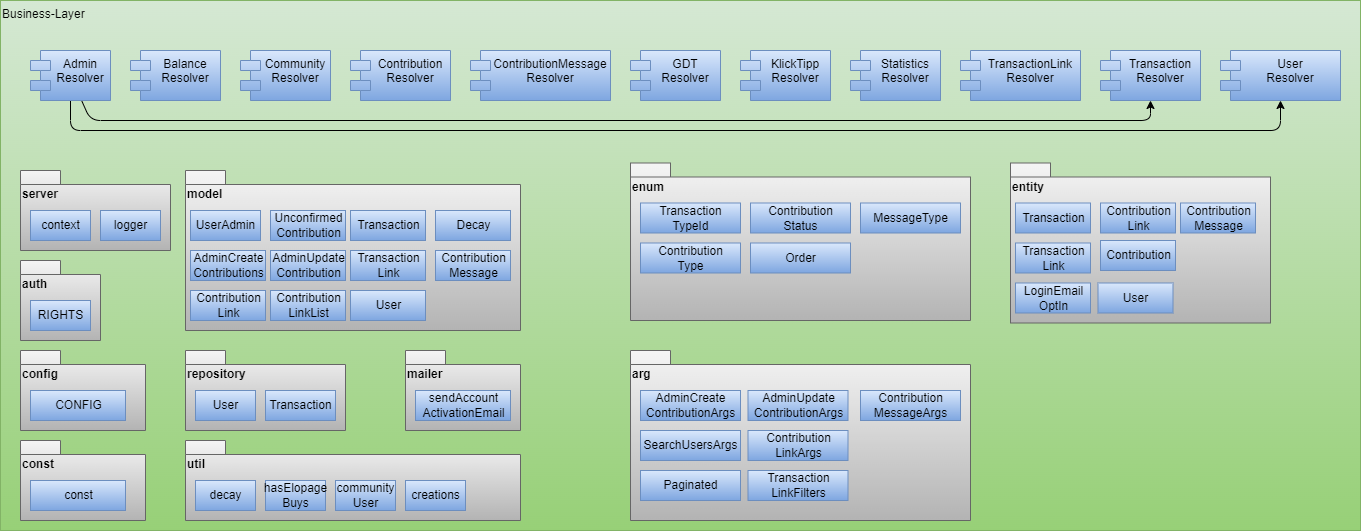 Business-Layer
Admin
Resolver
Balance
Resolver
Community
Resolver
Contribution
Resolver
ContributionMessage
Resolver
GDT
Resolver
KlickTipp
Resolver
Statistics
Resolver
TransactionLink
Resolver
Transaction
Resolver
User
Resolver
server
context
logger
model
UserAdmin
Unconfirmed
Contribution
Transaction
Decay
AdminCreate
Contributions
AdminUpdate
Contribution
Transaction
Link
Contribution
Message
Contribution
Link
Contribution
LinkList
User
enum
Transaction
TypeId
Contribution
Status
MessageType
Contribution
Type
Order
entity
Transaction
Contribution
Link
Contribution
Message
Transaction
Link
Contribution
LoginEmail
OptIn
User
auth
RIGHTS
config
CONFIG
repository
User
Transaction
mailer
sendAccount
ActivationEmail
arg
AdminCreate
ContributionArgs
AdminUpdate
ContributionArgs
Contribution
MessageArgs
SearchUsersArgs
Contribution
LinkArgs
Paginated
Transaction
LinkFilters
const
const
util
decay
hasElopage
Buys
community
User
creations